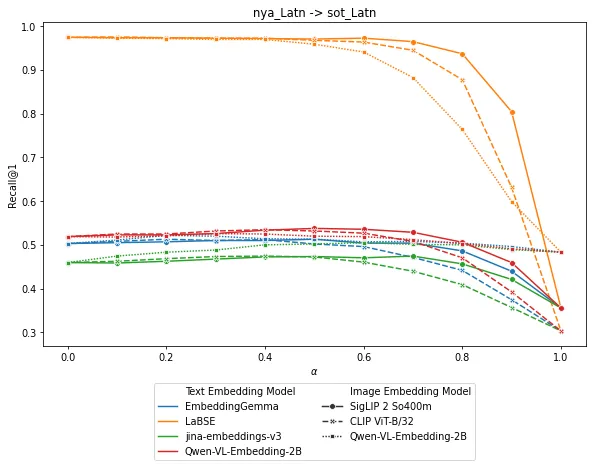 nya_Latn -> sot_Latn
1.0
0.9
0.8
0.7
0.6
0.5
0.4
0.3
Recall@1
0.0 0.2 0.4 0.6 0.8 1.0
α
Text Embedding Model Image Embedding Model
EmbeddingGemma SigLIP 2 So400m
LaBSE CLIP ViT-B/32
jina-embeddings-v3 Qwen-VL-Embedding-2B
Qwen-VL-Embedding-2B